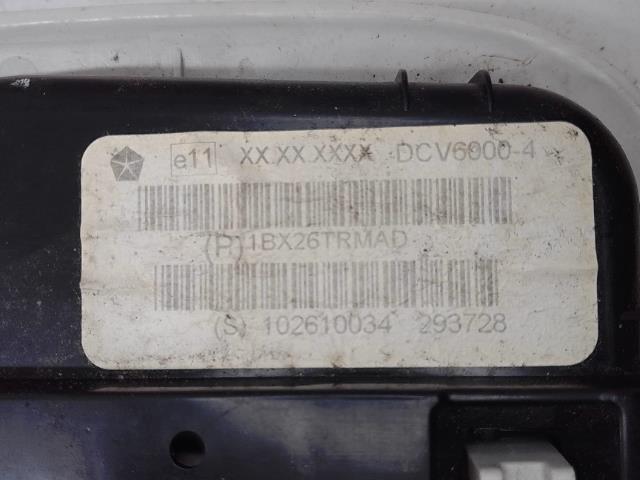 e11 XX.XX.XXXX DCV6000-4
(P) 1BX26TRMAD
(S) 102610034 293728